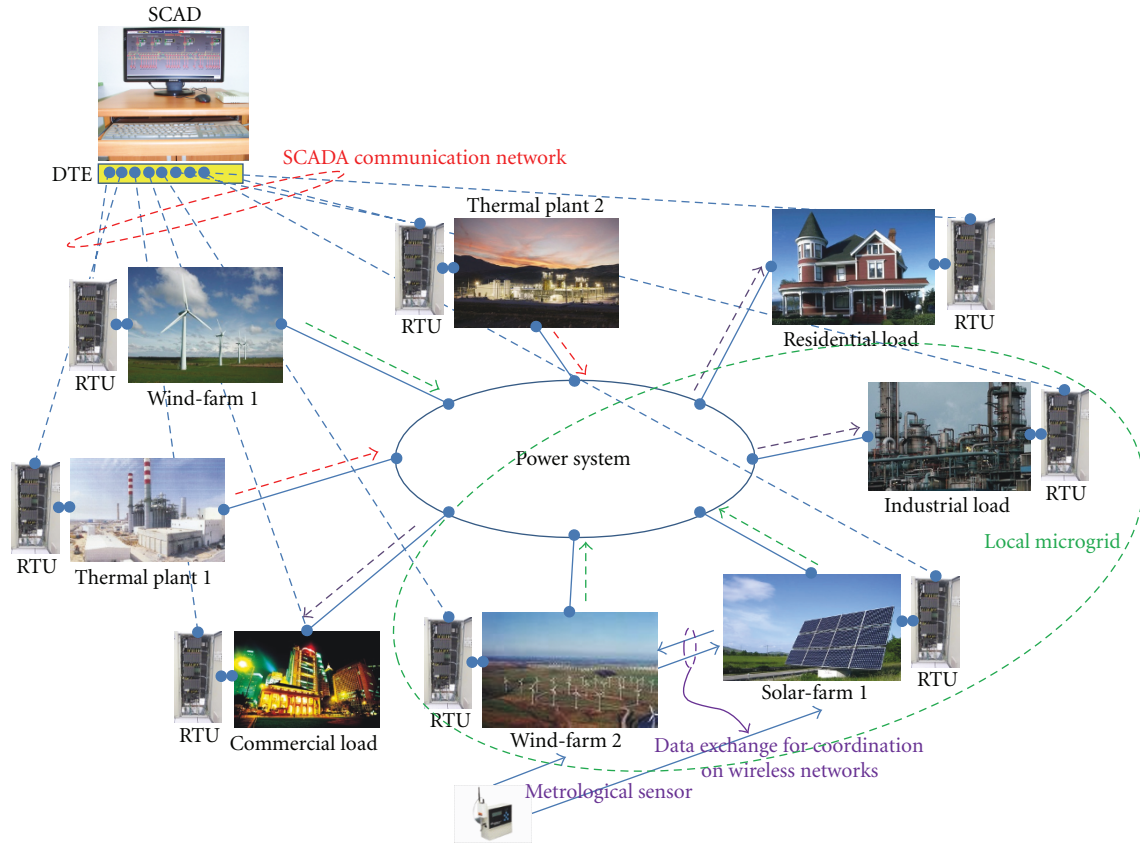 SCAD
DTE
SCADA communication network
Thermal plant 2
RTU
Residential load
RTU
RTU
Wind-farm 1
Power system
Industrial load
RTU
RTU
Thermal plant 1
Local microgrid
RTU
Commercial load
RTU
Wind-farm 2
Solar-farm 1
RTU
Data exchange for coordination
on wireless networks
Metrological sensor